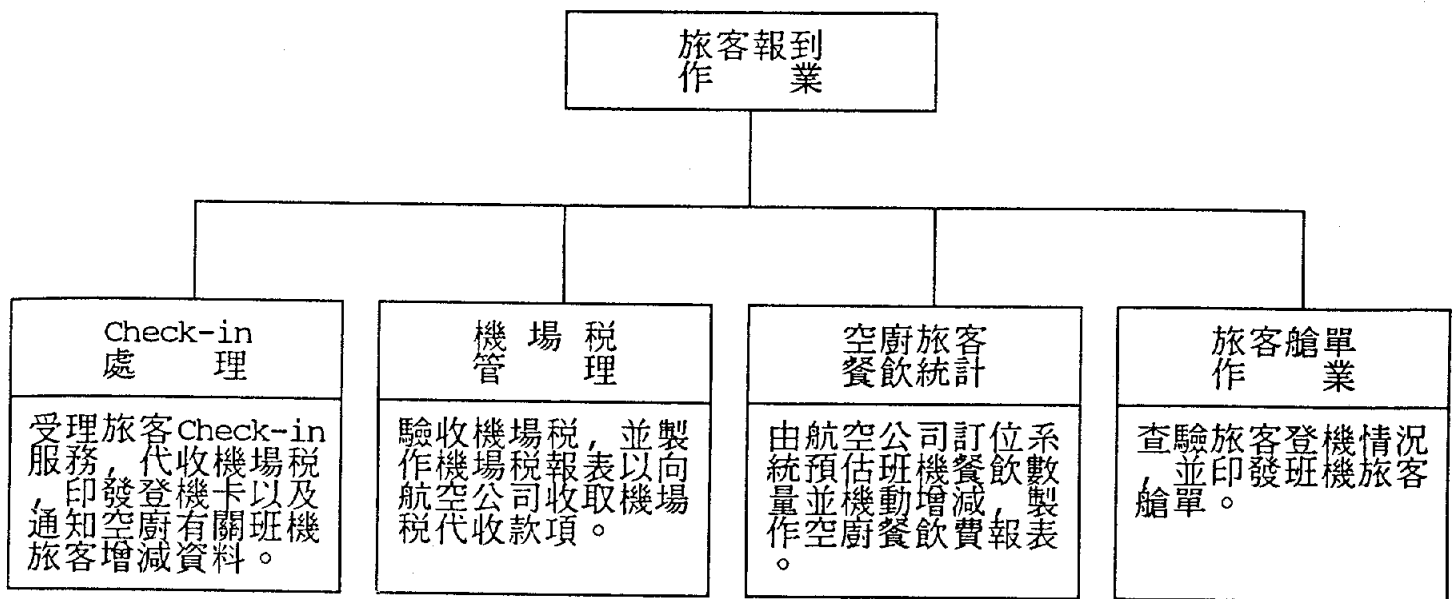 旅客報到
作業
Check-in
處理
受理旅客Check-in
服務，代收機場税
，印發登機卡以及
通知空廚有關班機
旅客增減資料。
機場税
管理
驗收機場税，並製
作機場税報表以向
航空公司收取機場
税代收款項。
空廚旅客
餐飲統計
由航空公司訂位系
統預估班機餐飲數
量並機動增減，製
作空廚餐飲費報表
。
旅客艙單
作業
查驗旅客登機情況
，並印發班機旅客
艙單。